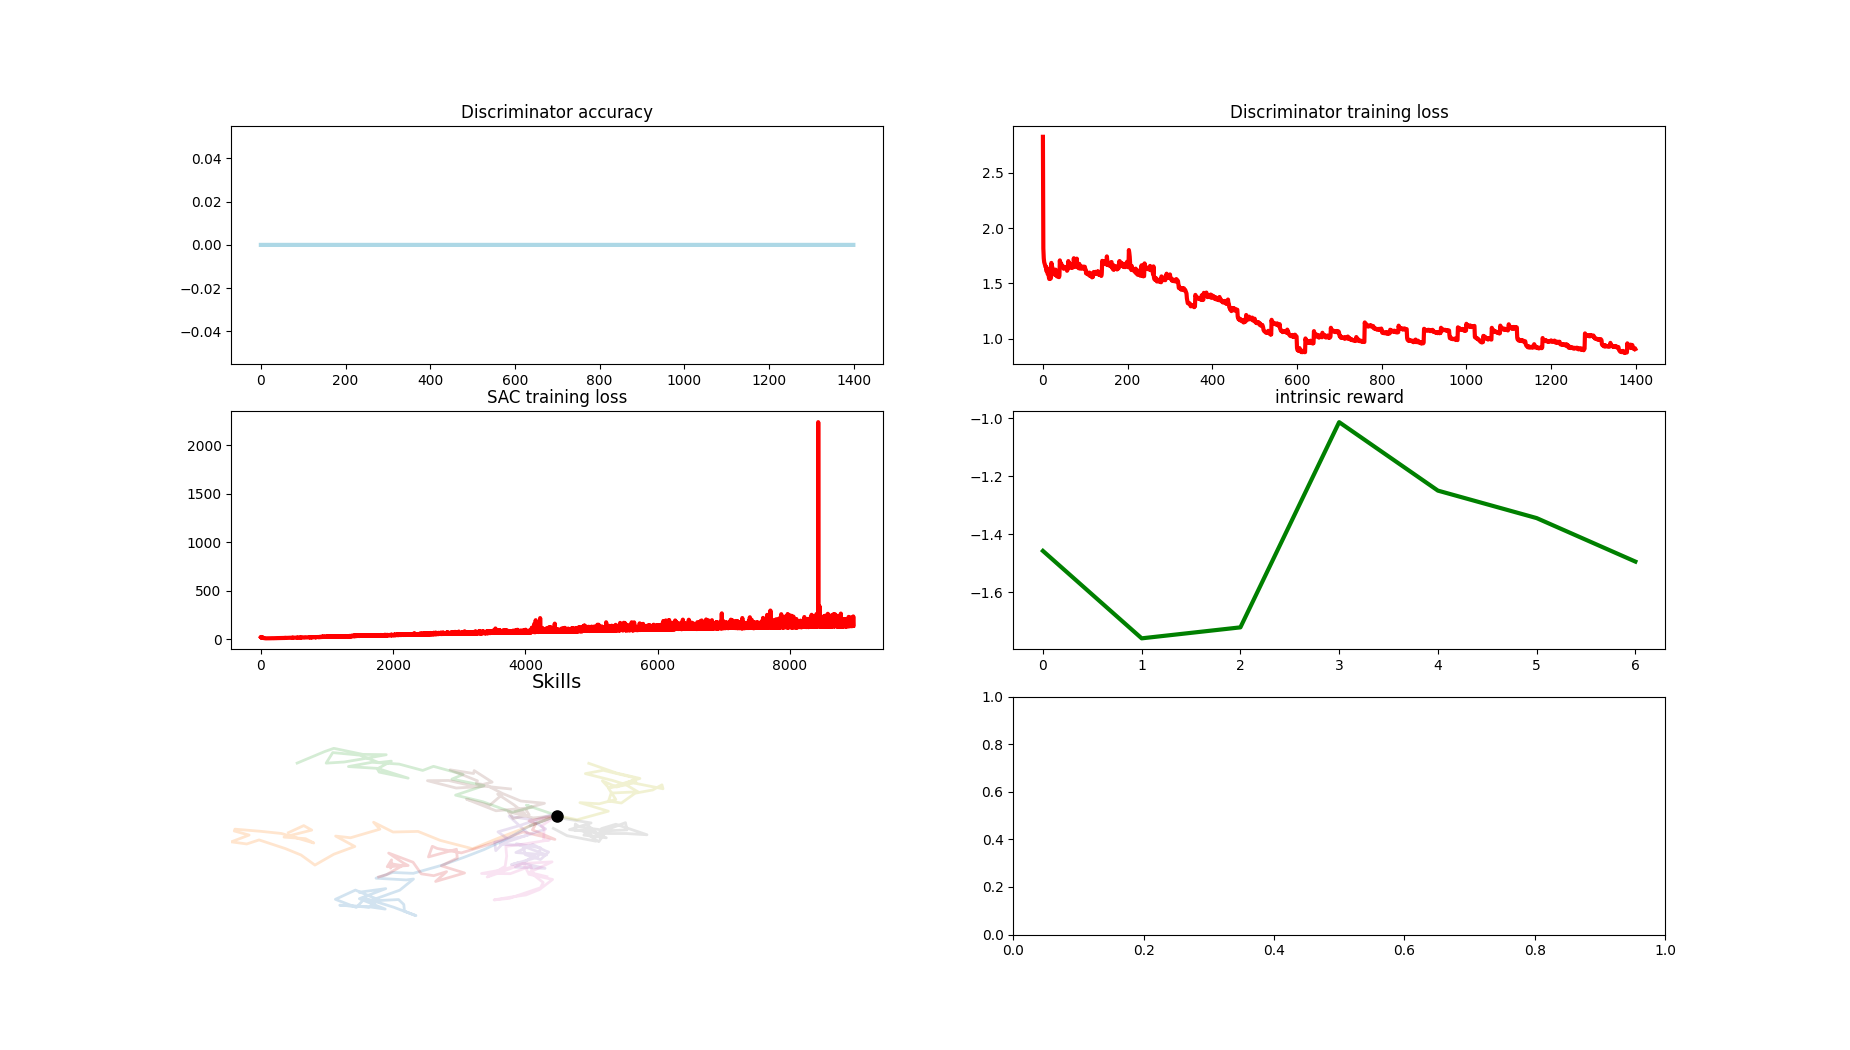 Discriminator accuracy
0.04
0.02
0.00
−0.02
−0.04
0 200 400 600 800 1000 1200 1400
Discriminator training loss
2.5
2.0
1.5
1.0
0 200 400 600 800 1000 1200 1400
SAC training loss
2000
1500
1000
500
0
0 2000 4000 6000 8000
intrinsic reward
−1.0
−1.2
−1.4
−1.6
0 1 2 3 4 5 6
Skills
1.0
0.8
0.6
0.4
0.2
0.0
0.0 0.2 0.4 0.6 0.8 1.0